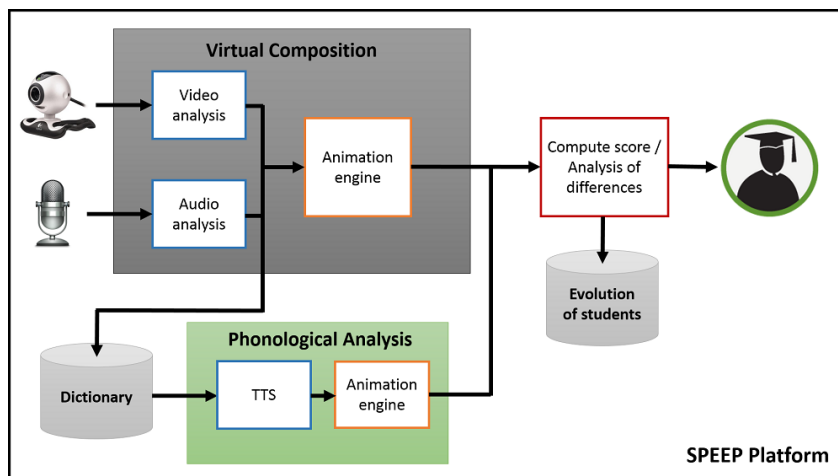 Virtual Composition
Video
analysis
Audio
analysis
Animation
engine
Compute score /
Analysis of
differences
Evolution
of students
Phonological Analysis
Dictionary
TTS
Animation
engine
SPEEP Platform